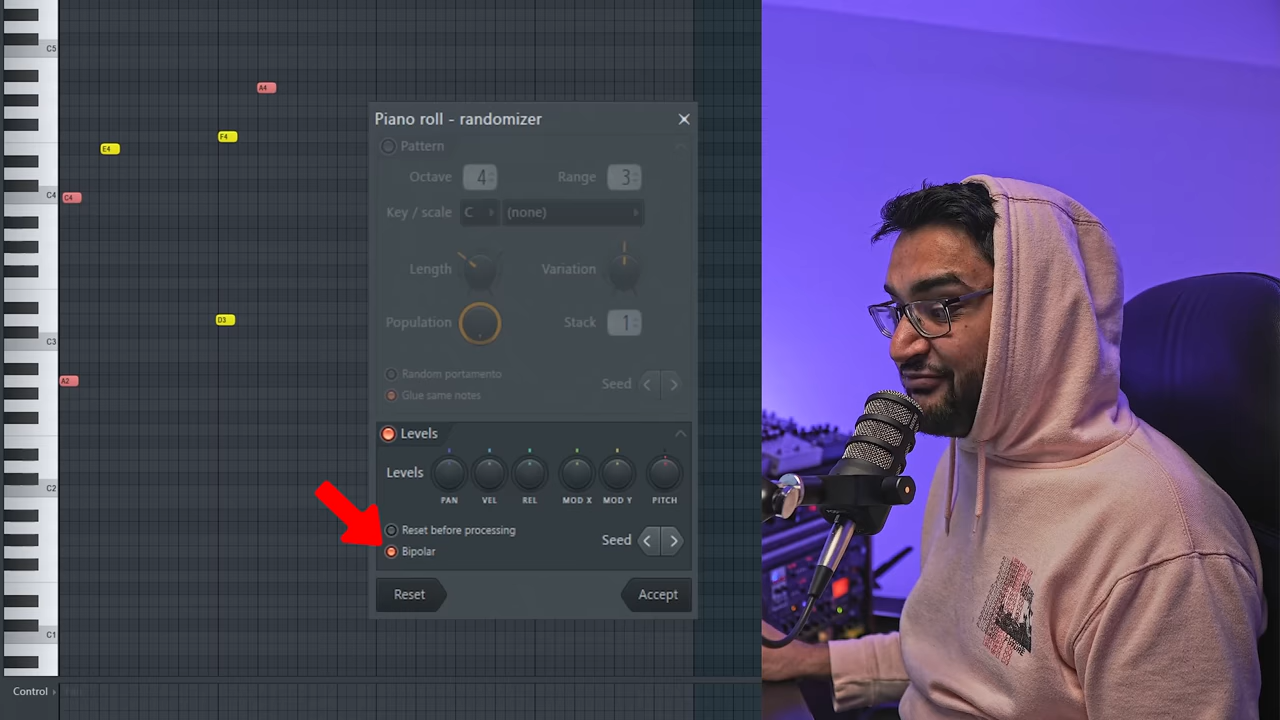 C5
A4
F4
E4
C4
C4
D3
C3
A2
C2
C1
Control
Piano roll - randomizer
Pattern
Octave 4 Range 3
Key / scale C (none)
Length Variation
Population Stack 1
Random portamento
Glue same notes
Seed
Levels
Levels
PAN VEL REL MOD X MOD Y PITCH
Reset before processing
Bipolar
Seed
Reset Accept